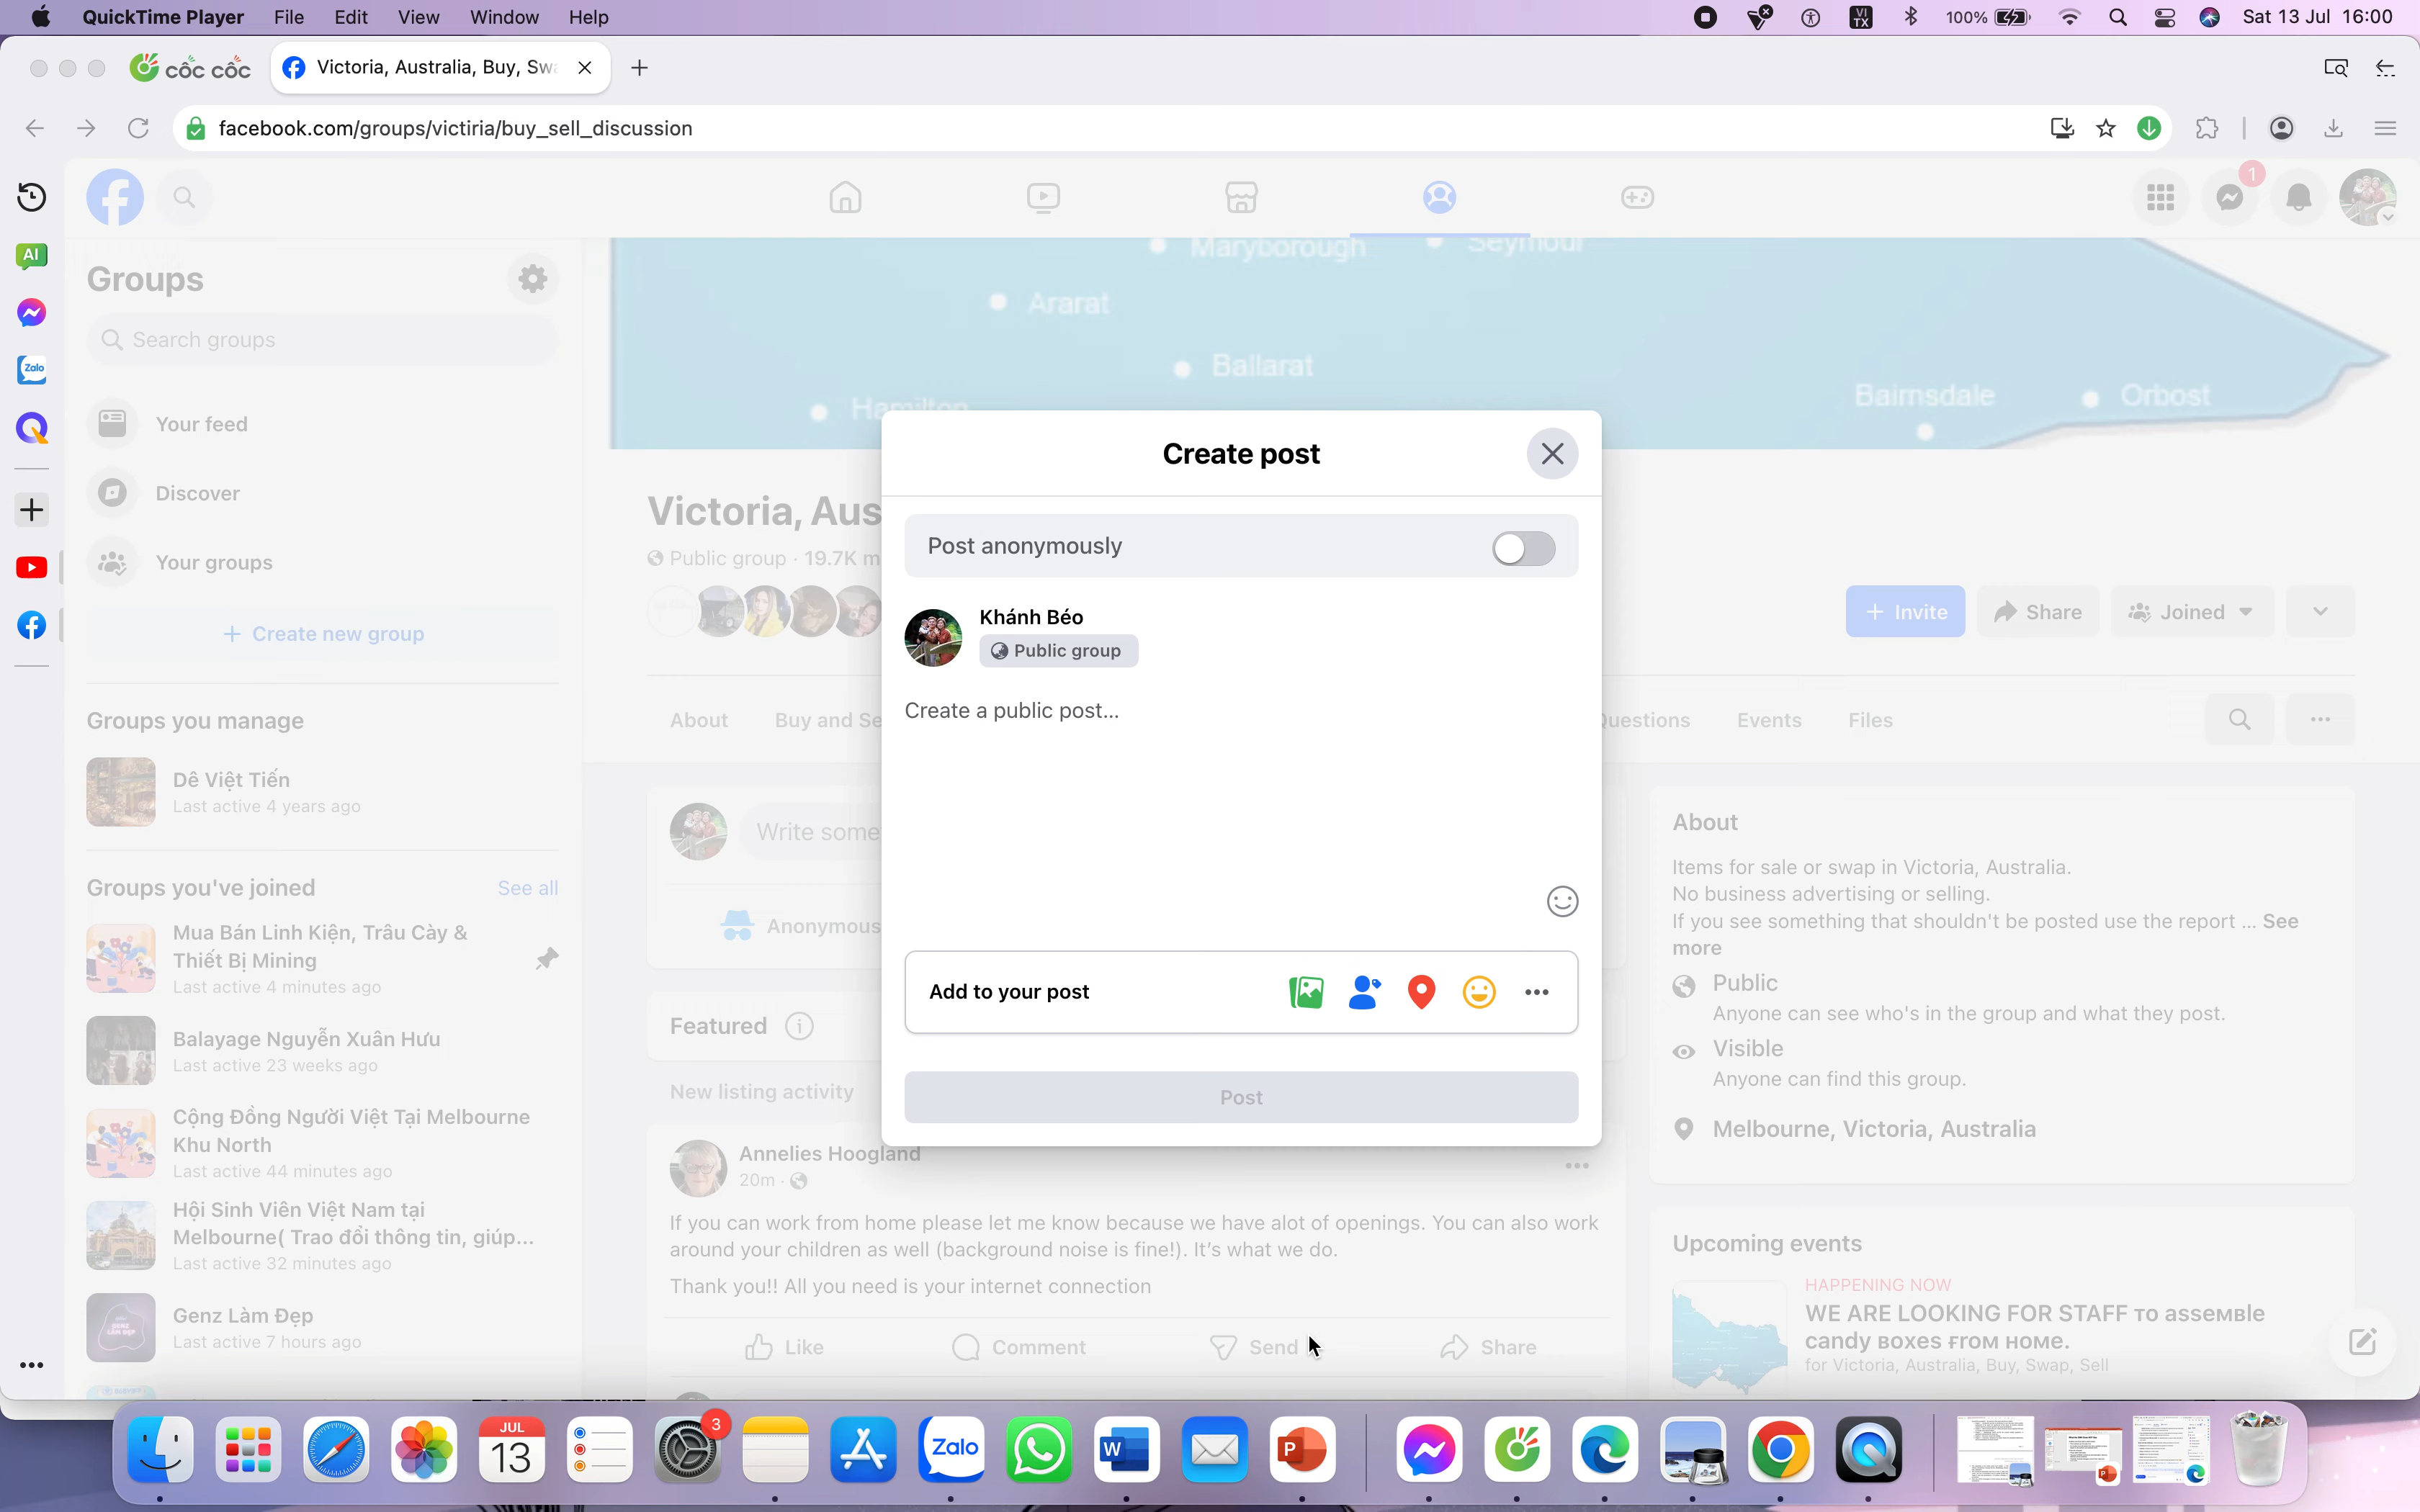 QuickTime Player File Edit View Window Help
VI
TX
100%
Sat 13 Jul 16:00
cốc cốc
Victoria, Australia, Buy, Swa
facebook.com/groups/victiria/buy_sell_discussion
1
AI
Zalo
Groups
Search groups
Your feed
Discover
Your groups
Create new group
Groups you manage
Dê Việt Tiến
Last active 4 years ago
Groups you've joined
See all
Mua Bán Linh Kiện, Trâu Cày &
Thiết Bị Mining
Last active 4 minutes ago
Balayage Nguyễn Xuân Hưu
Last active 23 weeks ago
Cộng Đồng Người Việt Tại Melbourne
Khu North
Last active 44 minutes ago
Hội Sinh Viên Việt Nam tại
Melbourne( Trao đổi thông tin, giúp...
Last active 32 minutes ago
Genz Làm Đẹp
Last active 7 hours ago
Maryborough
Seymour
Ararat
Ballarat
Hamilton
Bairnsdale
Orbost
Victoria, Aus
Public group · 19.7K m
Invite
Share
Joined
About
Buy and Se
Questions
Events
Files
Write some
Anonymous
Featured
New listing activity
Create post
Post anonymously
Khánh Béo
Public group
Create a public post...
Add to your post
Post
Annelies Hoogland
20m ·
If you can work from home please let me know because we have alot of openings. You can also work
around your children as well (background noise is fine!). It's what we do.
Thank you!! All you need is your internet connection
Like
Comment
Send
Share
About
Items for sale or swap in Victoria, Australia.
No business advertising or selling.
If you see something that shouldn't be posted use the report ... See
more
Public
Anyone can see who's in the group and what they post.
Visible
Anyone can find this group.
Melbourne, Victoria, Australia
Upcoming events
HAPPENING NOW
WE ARE LOOKING FOR STAFF ᴛo asseᴍʙle
candy ʙoxes ғroᴍ ʜoᴍe.
for Victoria, Australia, Buy, Swap, Sell
JUL
13
3
Zalo
W
P